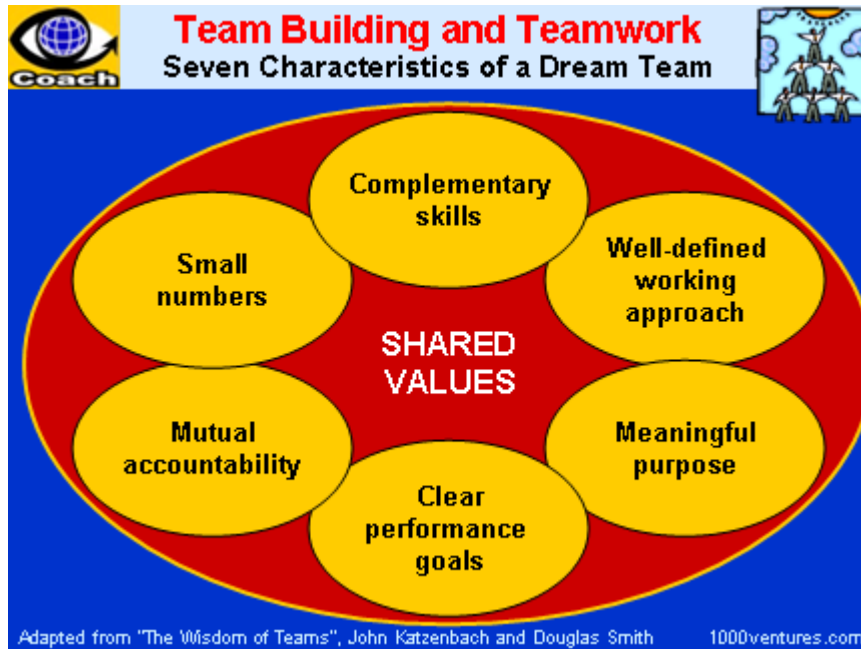 Coach
Team Building and Teamwork
Seven Characteristics of a Dream Team
Complementary
skills
Well-defined
working
approach
Meaningful
purpose
Clear
performance
goals
Mutual
accountability
Small
numbers
SHARED
VALUES
Adapted from "The Wisdom of Teams", John Katzenbach and Douglas Smith
1000ventures.com